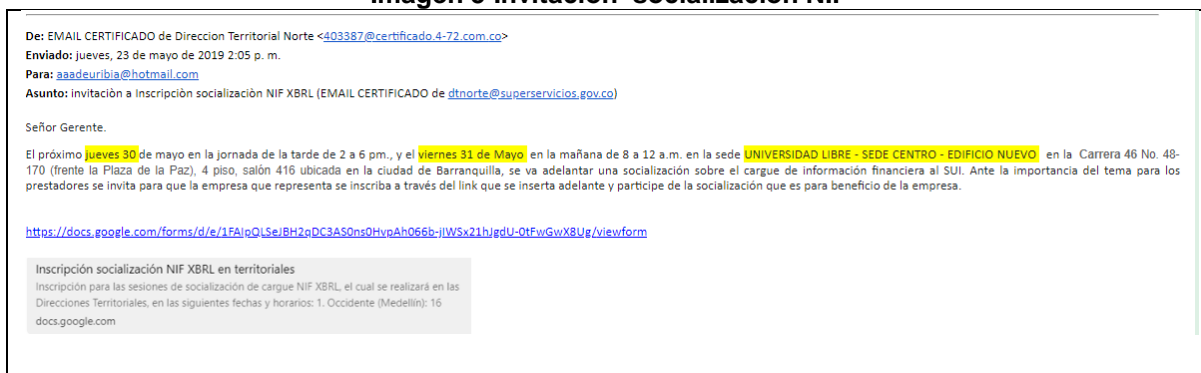 De: EMAIL CERTIFICADO de Direccion Territorial Norte <403387@certificado.4-72.com.co>
Enviado: jueves, 23 de mayo de 2019 2:05 p. m.
Para: aaadeuribia@hotmail.com
Asunto: invitaciòn a Inscripciòn socializaciòn NIF XBRL (EMAIL CERTIFICADO de dtnorte@superservicios.gov.co)
Señor Gerente.
El próximo jueves 30 de mayo en la jornada de la tarde de 2 a 6 pm., y el viernes 31 de Mayo en la mañana de 8 a 12 a.m. en la sede UNIVERSIDAD LIBRE - SEDE CENTRO - EDIFICIO NUEVO en la Carrera 46 No. 48-
170 (frente la Plaza de la Paz), 4 piso, salón 416 ubicada en la ciudad de Barranquilla, se va adelantar una socialización sobre el cargue de información financiera al SUI. Ante la importancia del tema para los
prestadores se invita para que la empresa que representa se inscriba a través del link que se inserta adelante y participe de la socialización que es para beneficio de la empresa.
https://docs.google.com/forms/d/e/1FAIpQLSeJBH2qDC3AS0ns0HvpAh066b-jIWSx21hJgdU-0tFwGwX8Ug/viewform
Inscripción socialización NIF XBRL en territoriales
Inscripción para las sesiones de socialización de cargue NIF XBRL, el cual se realizará en las
Direcciones Territoriales, en las siguientes fechas y horarios: 1. Occidente (Medellín): 16
docs.google.com